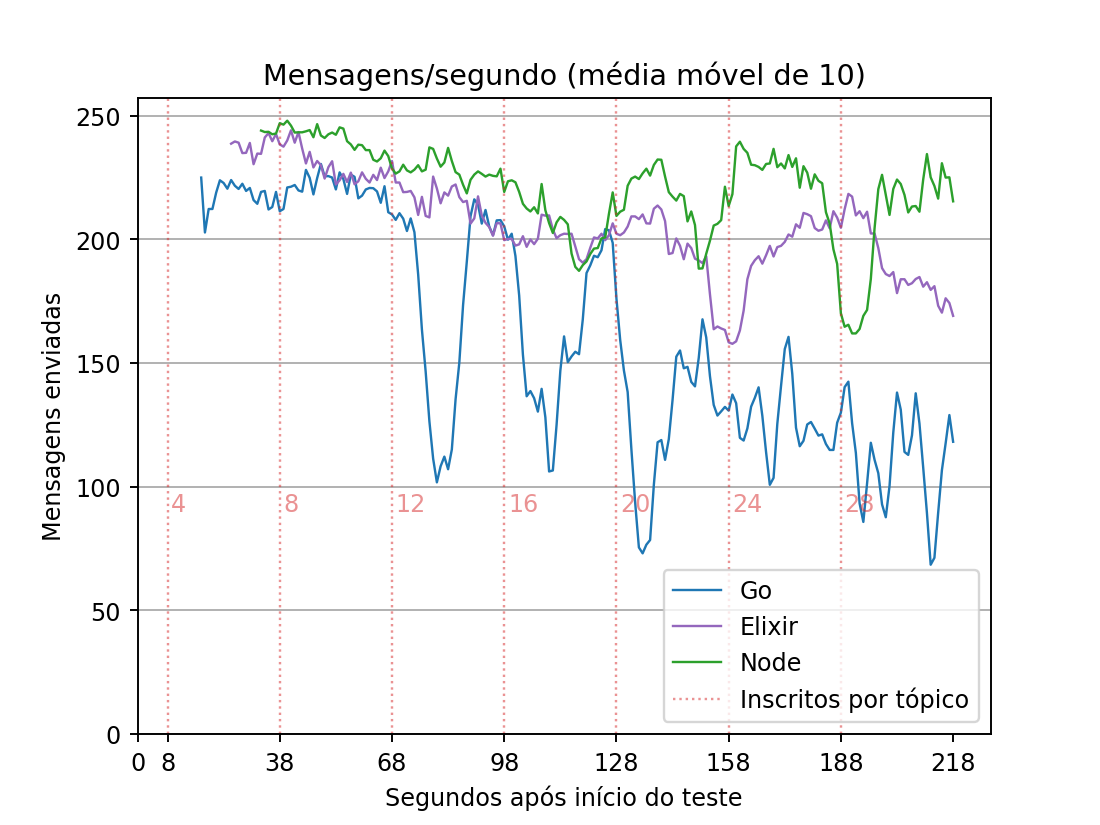 Mensagens/segundo (média móvel de 10)
250
200
150
100
50
0
Mensagens enviadas
4 8 12 16 20 24 28
Go
Elixir
Node
Inscritos por tópico
0 8 38 68 98 128 158 188 218
Segundos após início do teste